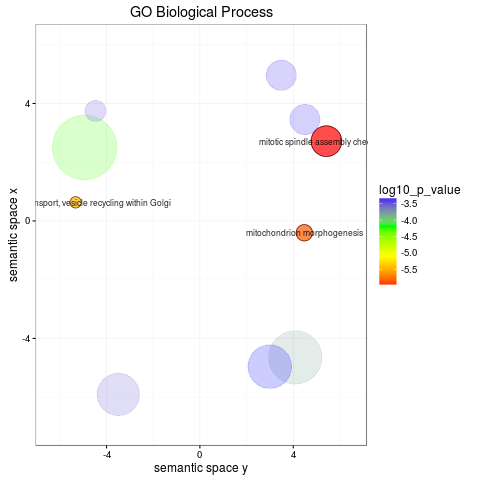 GO Biological Process
4
0
-4
semantic space x
mitotic spindle assembly che
nsport, vesicle recycling within Golgi
mitochondrion morphogenesis
-4
0
4
semantic space y
log10_p_value
-3.5
-4.0
-4.5
-5.0
-5.5